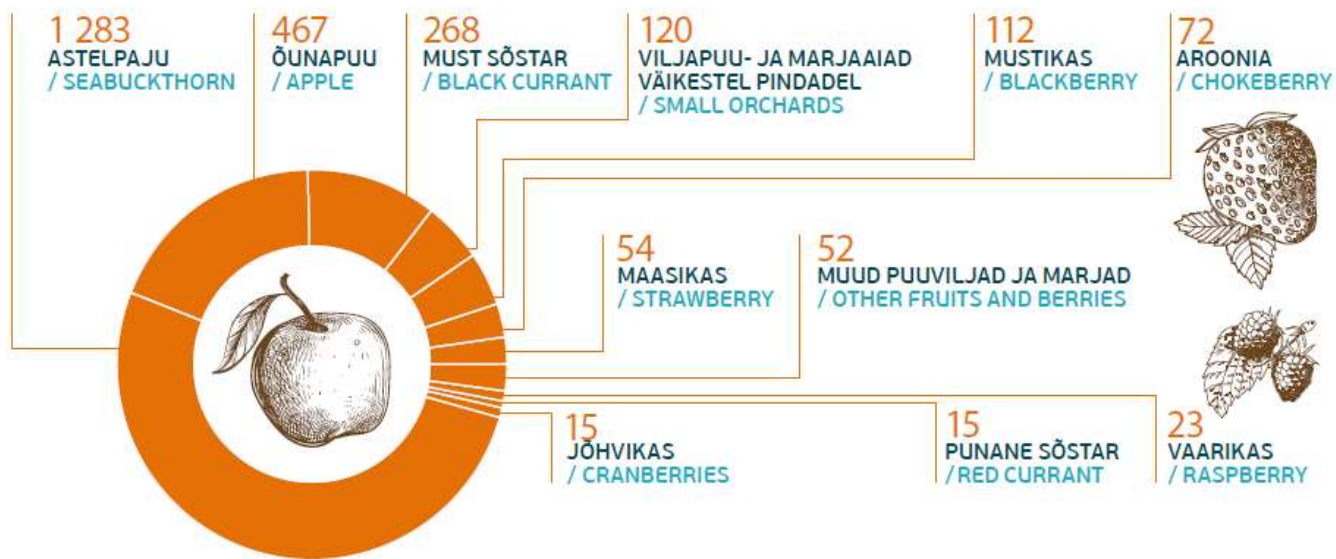 1 283
ASTELPAJU
/ SEABUCKTHORN
467
ÕUNAPUU
/ APPLE
268
MUST SÕSTAR
/ BLACK CURRANT
120
VILJAPUU- JA MARJAAIAD
VÄIKESTEL PINDADEL
/ SMALL ORCHARDS
112
MUSTIKAS
/ BLACKBERRY
72
AROONIA
/ CHOKEBERRY
54
MAASIKAS
/ STRAWBERRY
52
MUUD PUUVILJAD JA MARJAD
/ OTHER FRUITS AND BERRIES
15
JÕHVIKAS
/ CRANBERRIES
15
PUNANE SÕSTAR
/ RED CURRANT
23
VAARIKAS
/ RASPBERRY